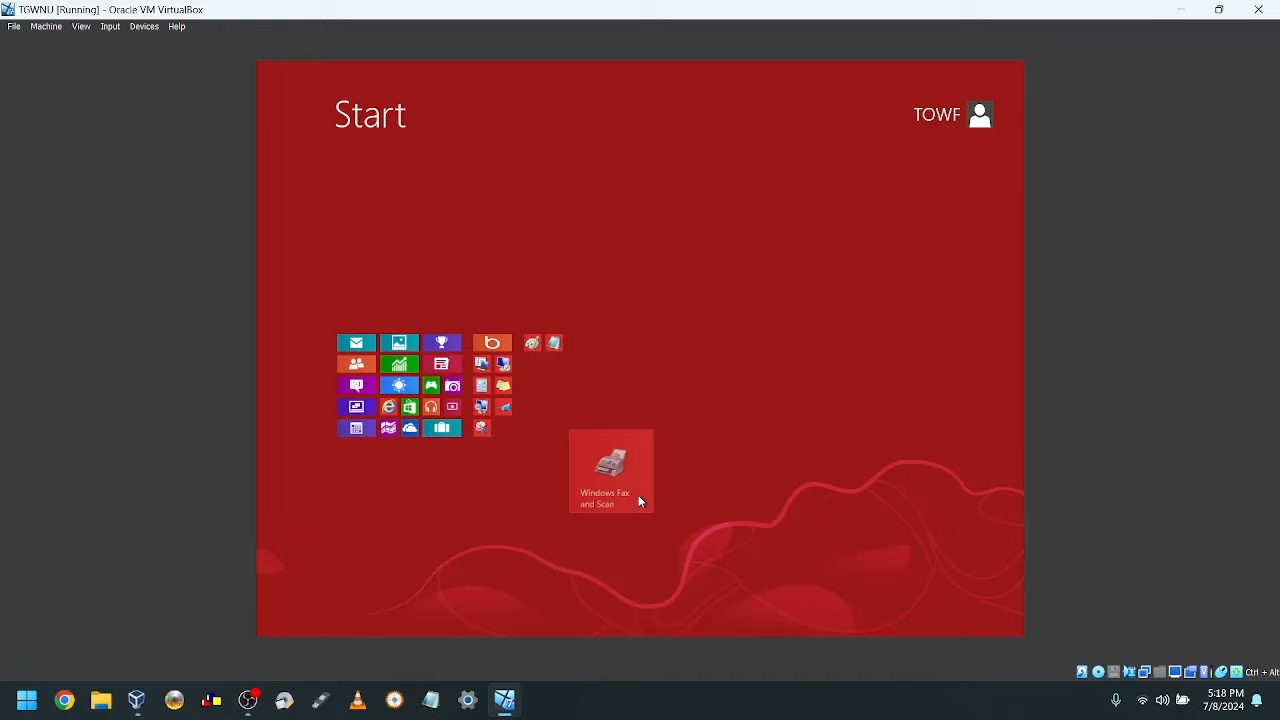 TGWNU [Running] - Oracle VM VirtualBox
File Machine View Input Devices Help
Start
TOWF
Windows Fax
and Scan
Ctrl + Alt
5:18 PM
7/8/2024